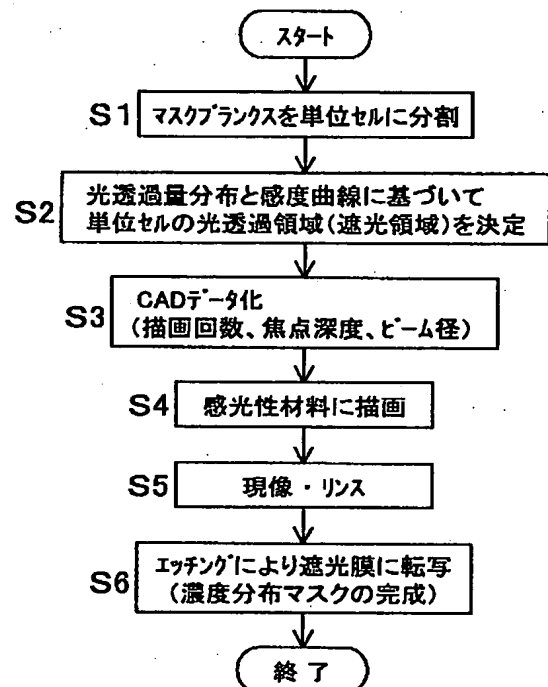 スタート
S1 マスクブランクスを単位セルに分割
S2 光透過量分布と感度曲線に基づいて
単位セルの光透過領域(遮光領域)を決定
S3 CADデータ化
(描画回数、焦点深度、ビーム径)
S4 感光性材料に描画
S5 現像・リンス
S6 エッチングにより遮光膜に転写
(濃度分布マスクの完成)
終了